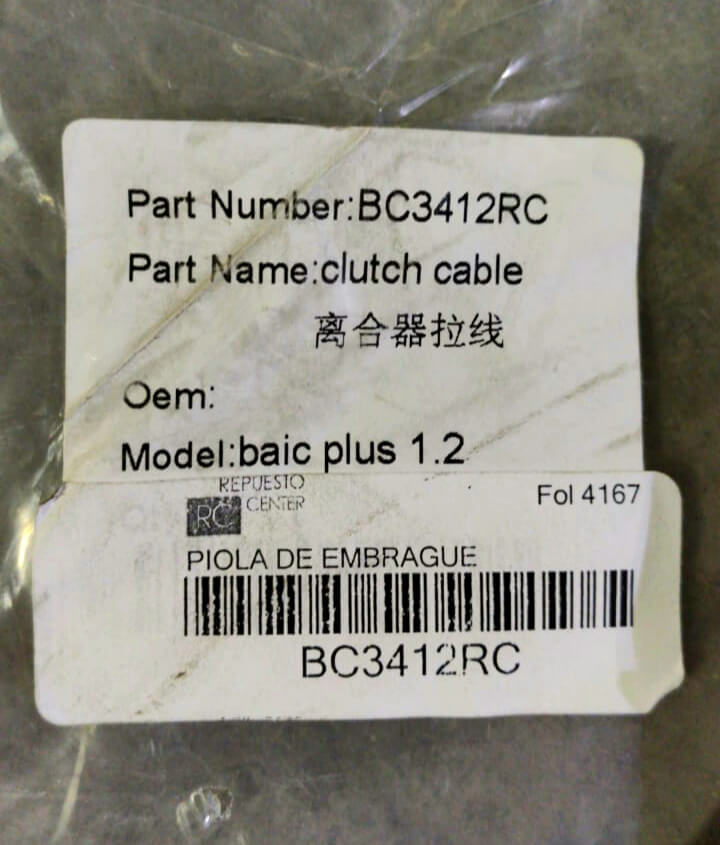 Part Number:BC3412RC
Part Name:clutch cable
离合器拉线
Oem:
Model:baic plus 1.2
REPUESTO
CENTER
RC
Fol 4167
PIOLA DE EMBRAGUE
BC3412RC